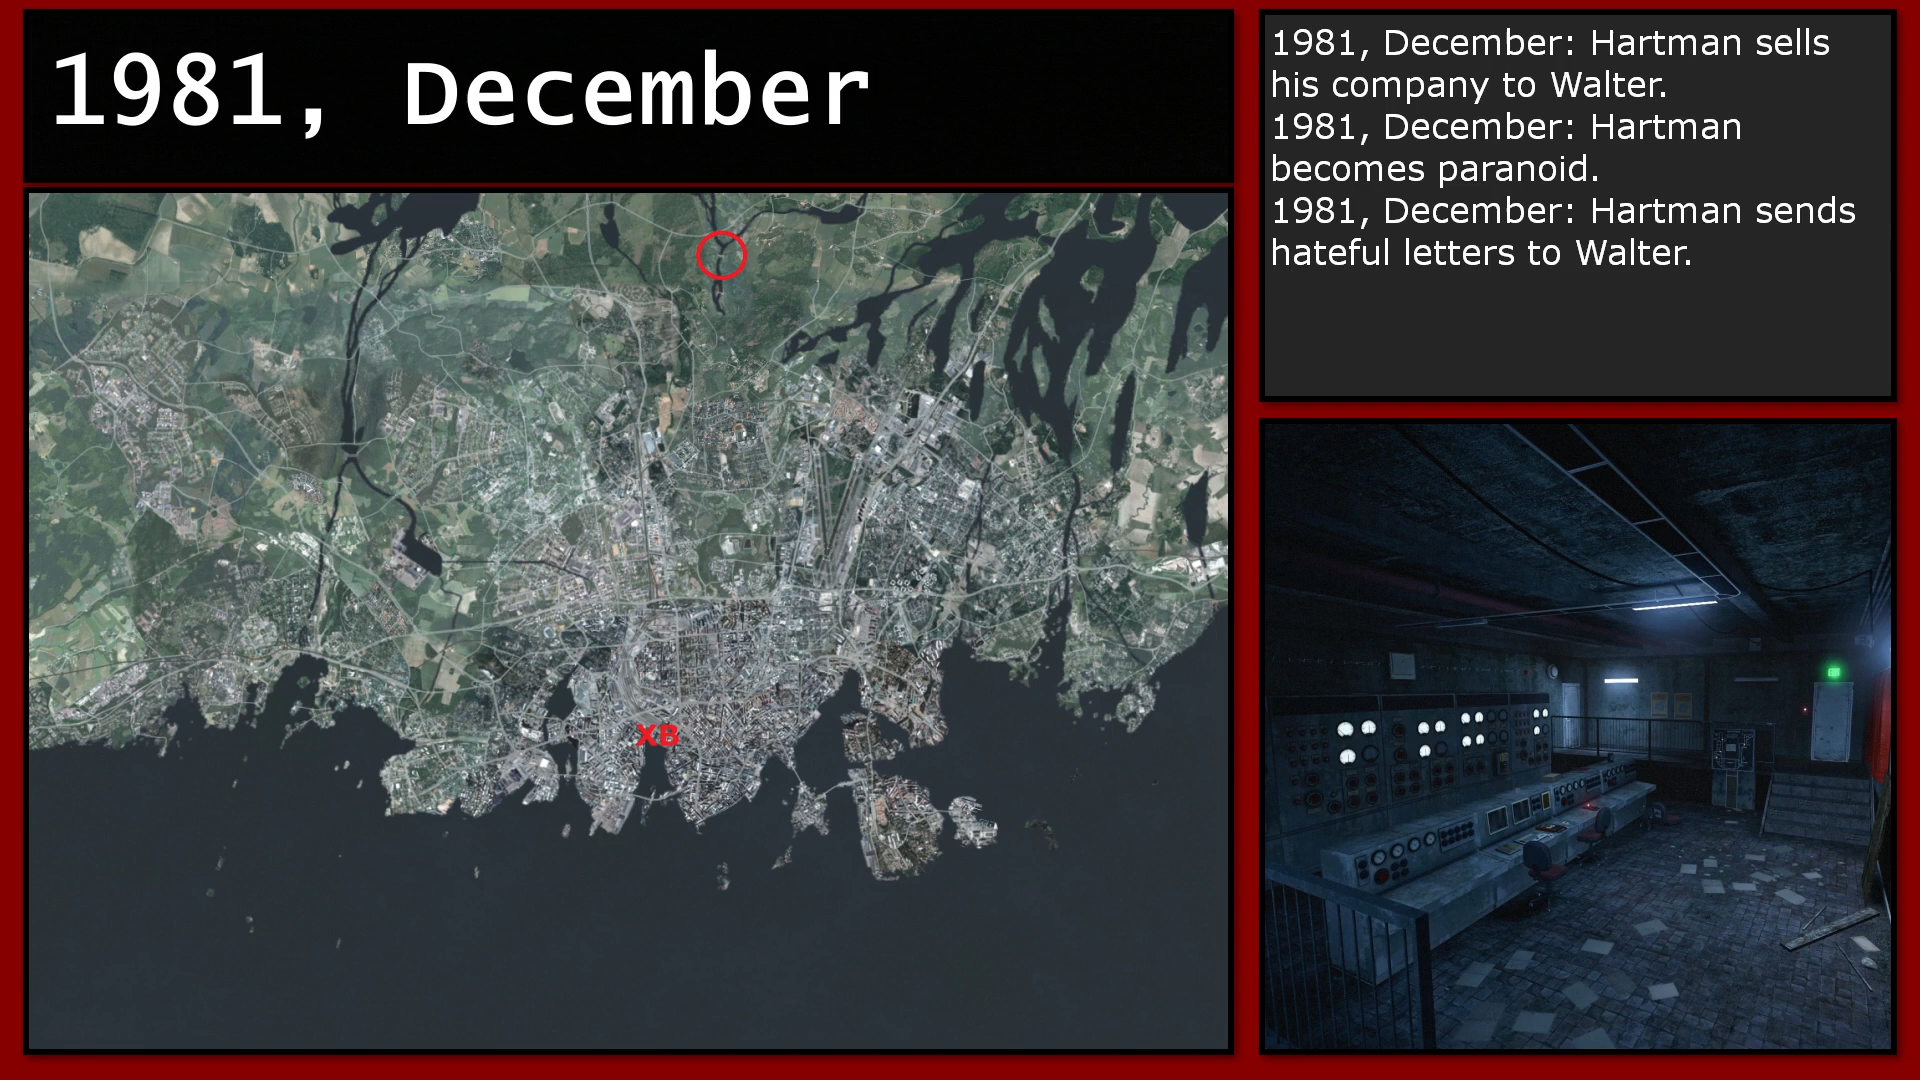 1981, December
1981, December: Hartman sells
his company to Walter.
1981, December: Hartman
becomes paranoid.
1981, December: Hartman sends
hateful letters to Walter.
XB